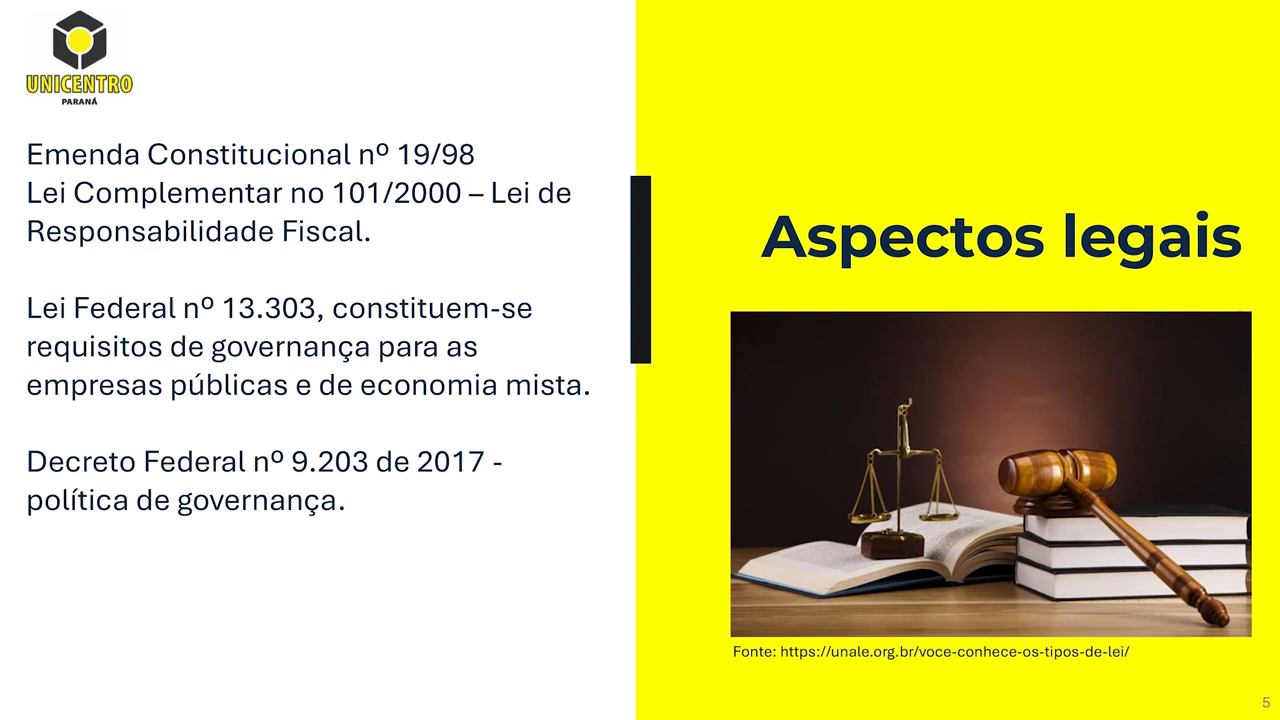 UNICENTRO
PARANÁ
Emenda Constitucional nº 19/98
Lei Complementar no 101/2000 – Lei de
Responsabilidade Fiscal.
Lei Federal nº 13.303, constituem-se
requisitos de governança para as
empresas públicas e de economia mista.
Decreto Federal nº 9.203 de 2017 -
política de governança.
Aspectos legais
Fonte: https://unale.org.br/voce-conhece-os-tipos-de-lei/
5